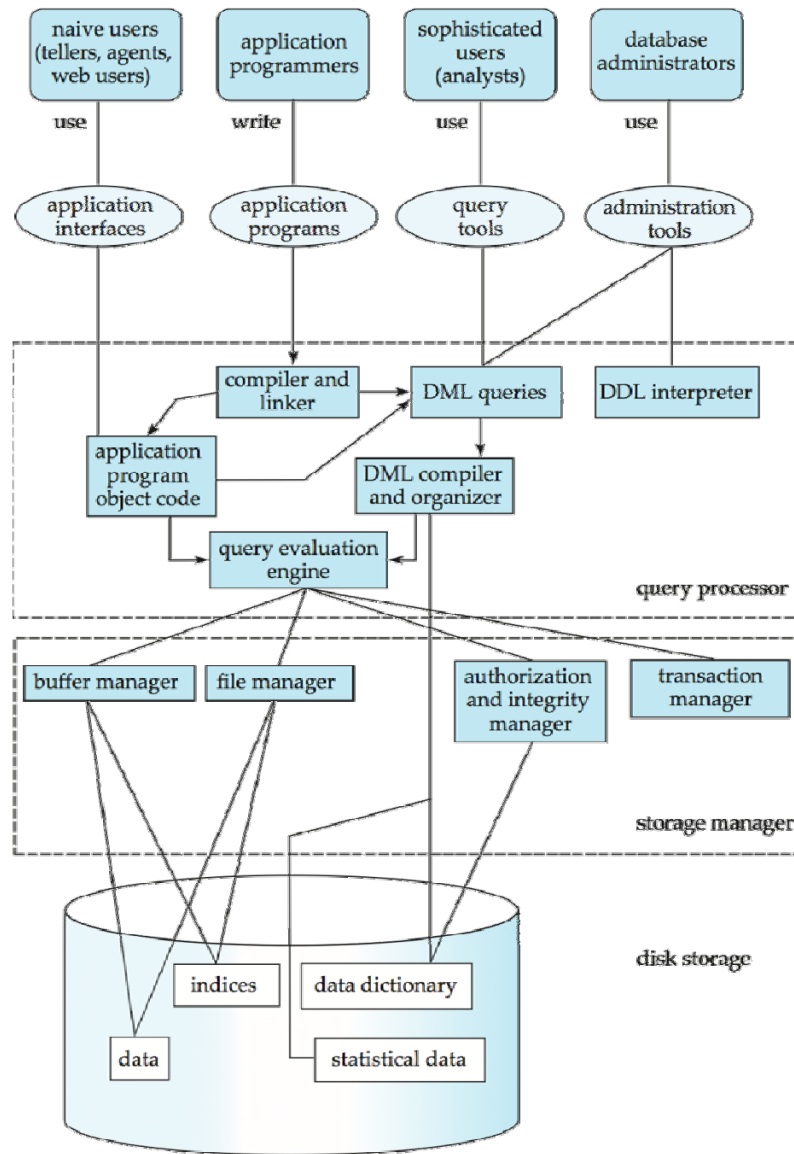 naive users
(tellers, agents,
web users)
application
programmers
sophisticated
users
(analysts)
database
administrators
use
write
use
use
application
interfaces
application
programs
query
tools
administration
tools
compiler and
linker
DML queries
DDL interpreter
application
program
object code
DML compiler
and organizer
query evaluation
engine
query processor
buffer manager
file manager
authorization
and integrity
manager
transaction
manager
storage manager
disk storage
indices
data dictionary
data
statistical data